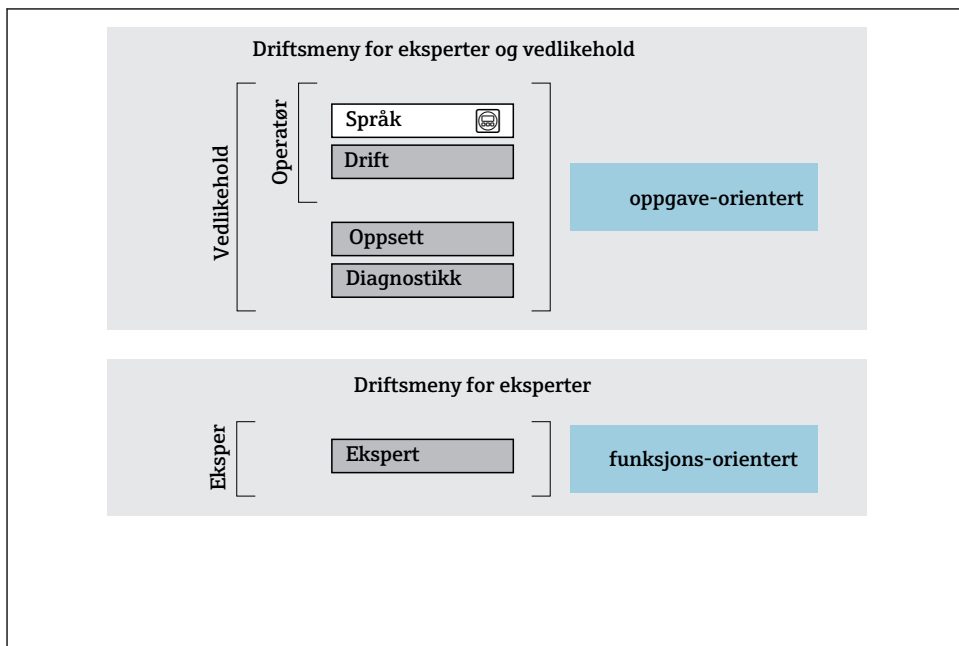 Driftsmeny for eksperter og vedlikehold
Vedlikehold
Operatør
Språk
Drift
Oppsett
Diagnostikk
oppgave-orientert
Driftsmeny for eksperter
Eksper
Ekspert
funksjons-orientert